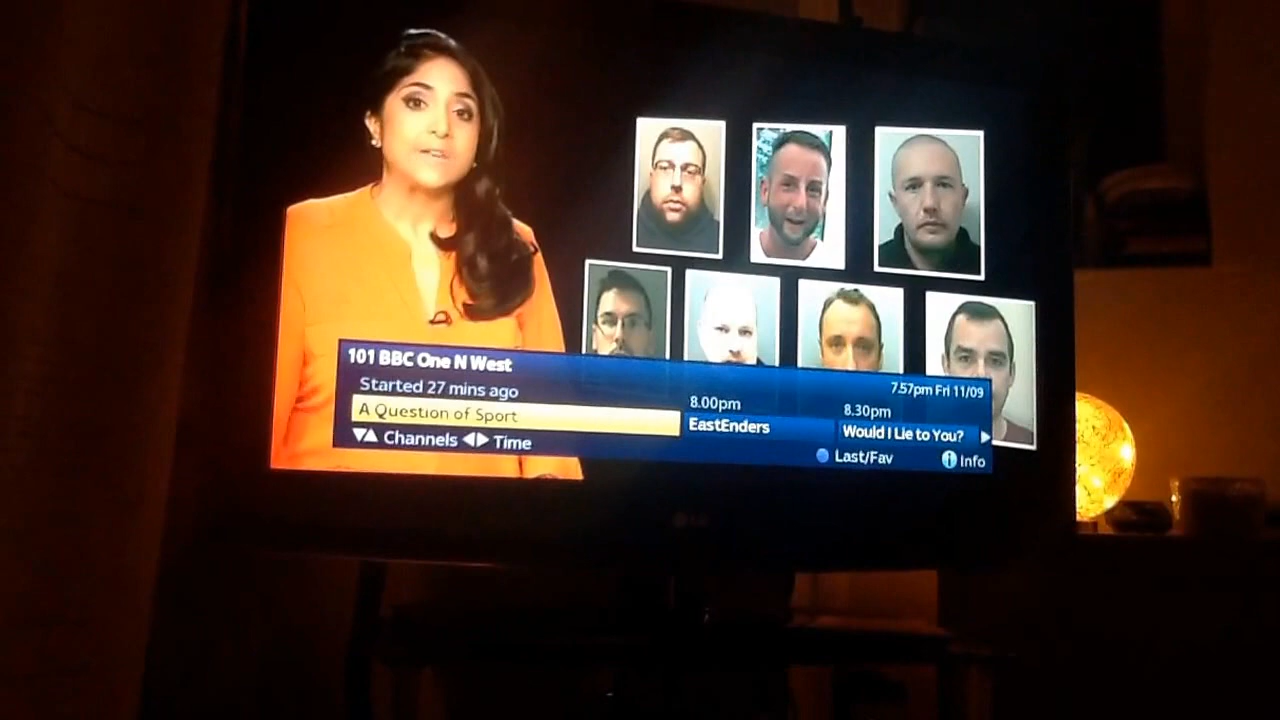 101 BBC One N West
7.57pm Fri 11/09
Started 27 mins ago
8.00pm
8.30pm
A Question of Sport
EastEnders
Would I Lie to You?
Channels
Time
Last/Fav
i Info
LG